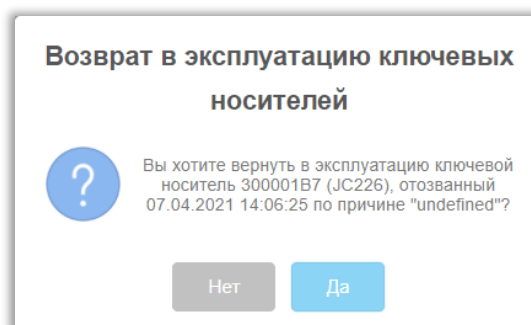 Возврат в эксплуатацию ключевых
носителей
Вы хотите вернуть в эксплуатацию ключевой
носитель 300001B7 (JC226), отозванный
07.04.2021 14:06:25 по причине "undefined"?
Нет Да